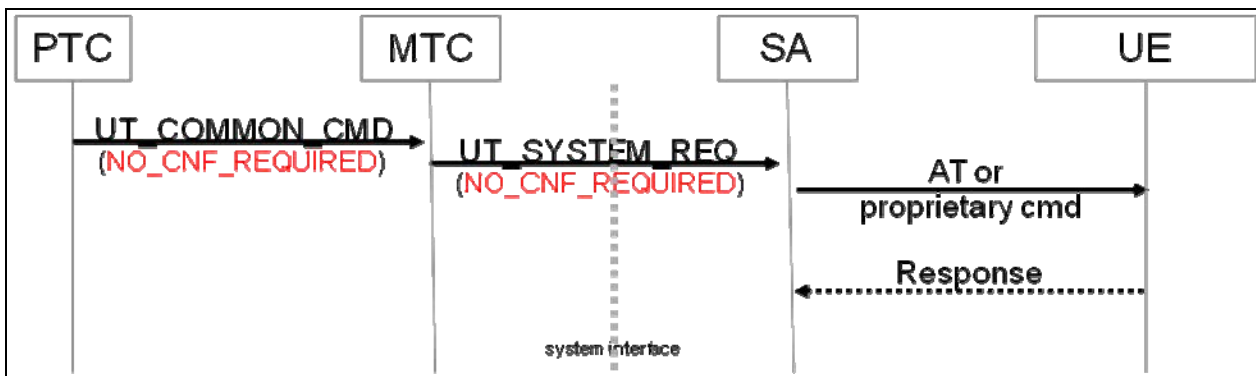 PTC
MTC
SA
UE
UT_COMMON_CMD
(NO_CNF_REQUIRED)
UT_SYSTEM_REQ
(NO_CNF_REQUIRED)
AT or
proprietary cmd
Response
system interface